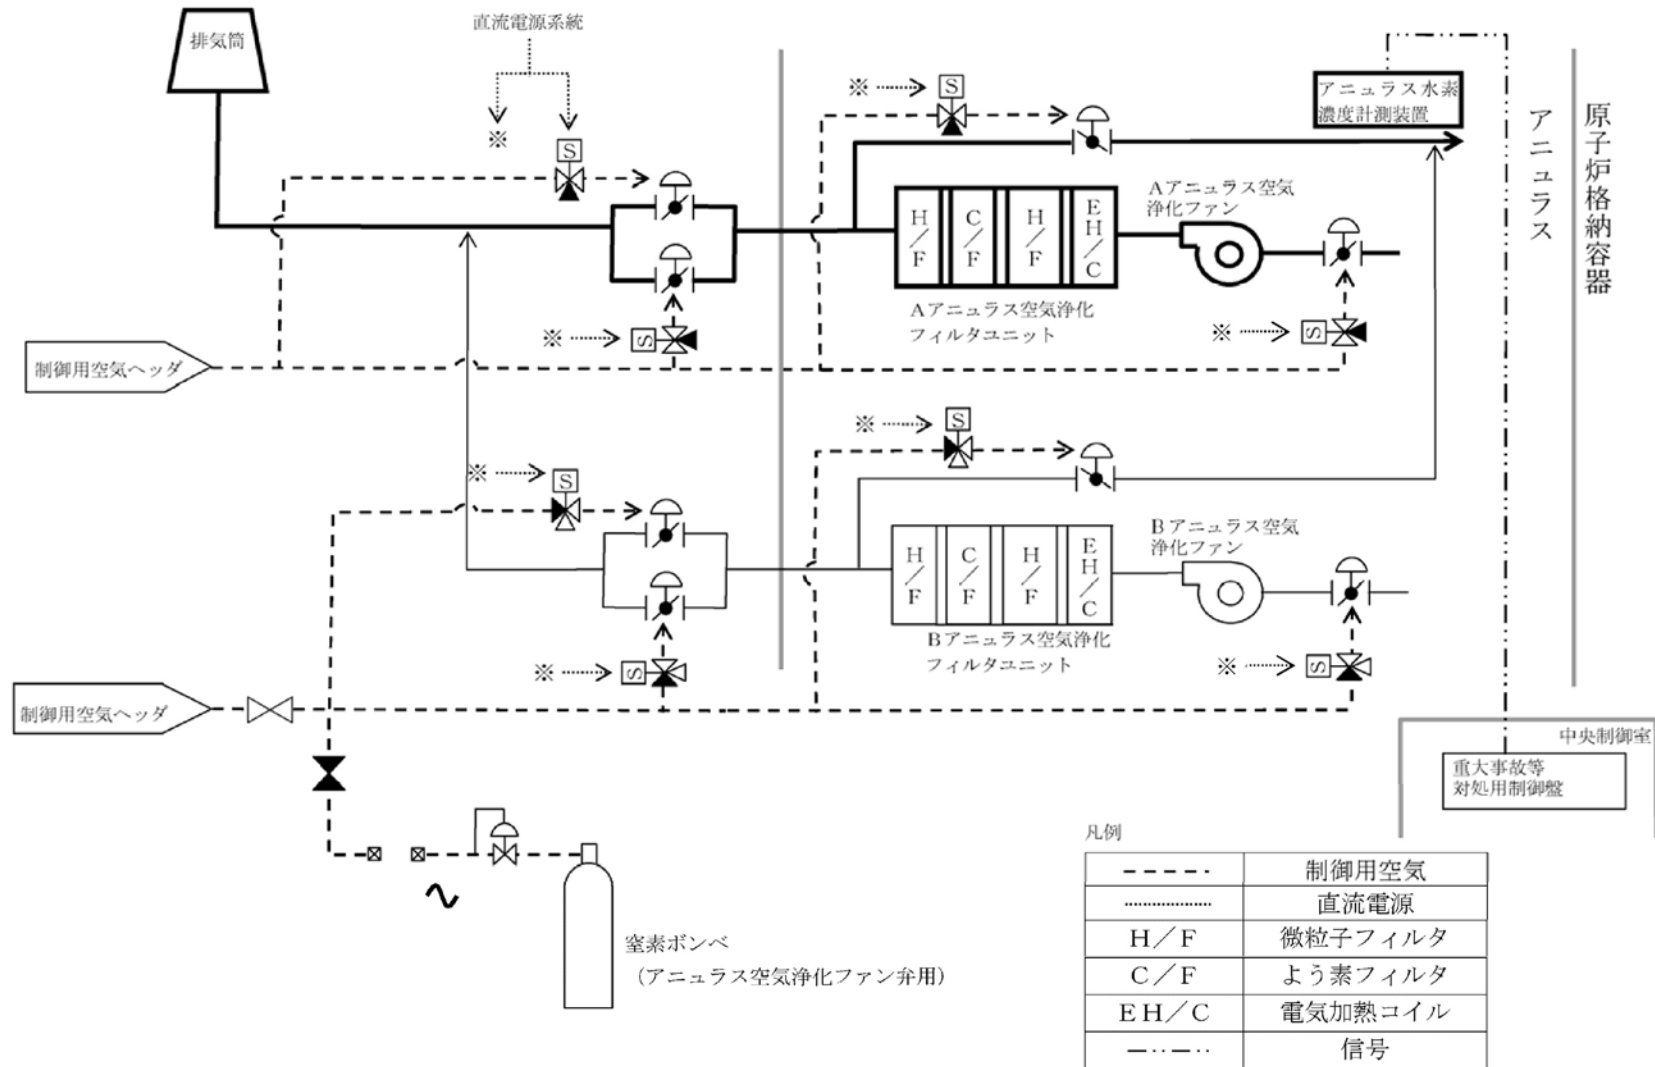 排気筒
直流電源系統
※
S
※
S
アニュラス水素
濃度計測装置
アニュラス
原子炉格納容器
H/F
C/F
H/F
EH/C
Aアニュラス空気
浄化ファン
Aアニュラス空気浄化
フィルタユニット
※
S
※
S
制御用空気ヘッダ
※
S
※
S
H/F
C/F
H/F
EH/C
Bアニュラス空気
浄化ファン
Bアニュラス空気浄化
フィルタユニット
※
S
※
S
制御用空気ヘッダ
中央制御室
重大事故等
対処用制御盤
窒素ボンベ
(アニュラス空気浄化ファン弁用)
凡例
制御用空気
直流電源
H/F 微粒子フィルタ
C/F よう素フィルタ
EH/C 電気加熱コイル
信号